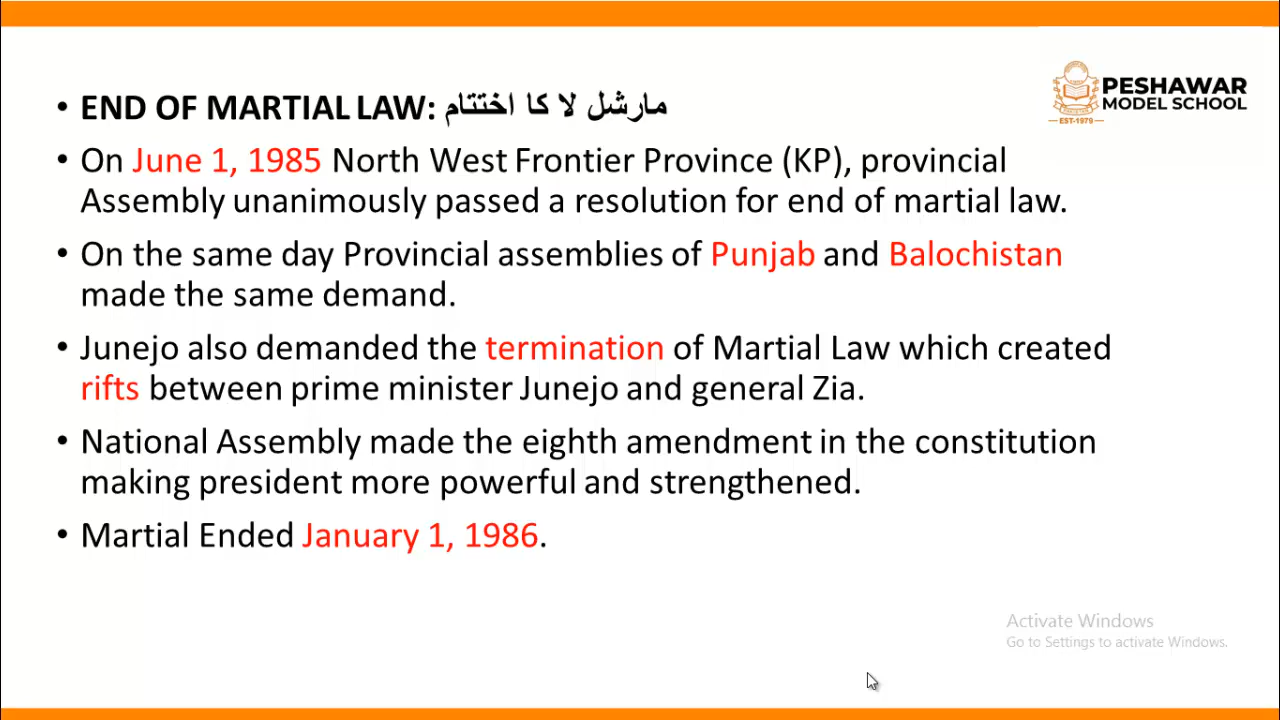 PESHAWAR
MODEL SCHOOL
EST-1979
• END OF MARTIAL LAW: مارشل لا کا اختتام
• On June 1, 1985 North West Frontier Province (KP), provincial
Assembly unanimously passed a resolution for end of martial law.
• On the same day Provincial assemblies of Punjab and Balochistan
made the same demand.
• Junejo also demanded the termination of Martial Law which created
rifts between prime minister Junejo and general Zia.
• National Assembly made the eighth amendment in the constitution
making president more powerful and strengthened.
• Martial Ended January 1, 1986.
Activate Windows
Go to Settings to activate Windows.